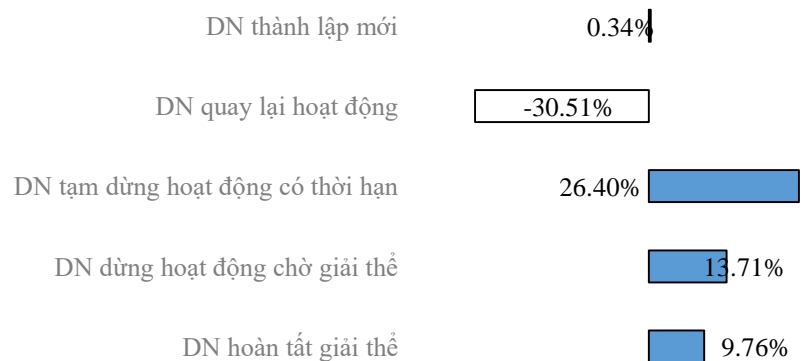 DN thành lập mới 0.34%
DN quay lại hoạt động -30.51%
DN tạm dừng hoạt động có thời hạn 26.40%
DN dừng hoạt động chờ giải thể 13.71%
DN hoàn tất giải thể 9.76%